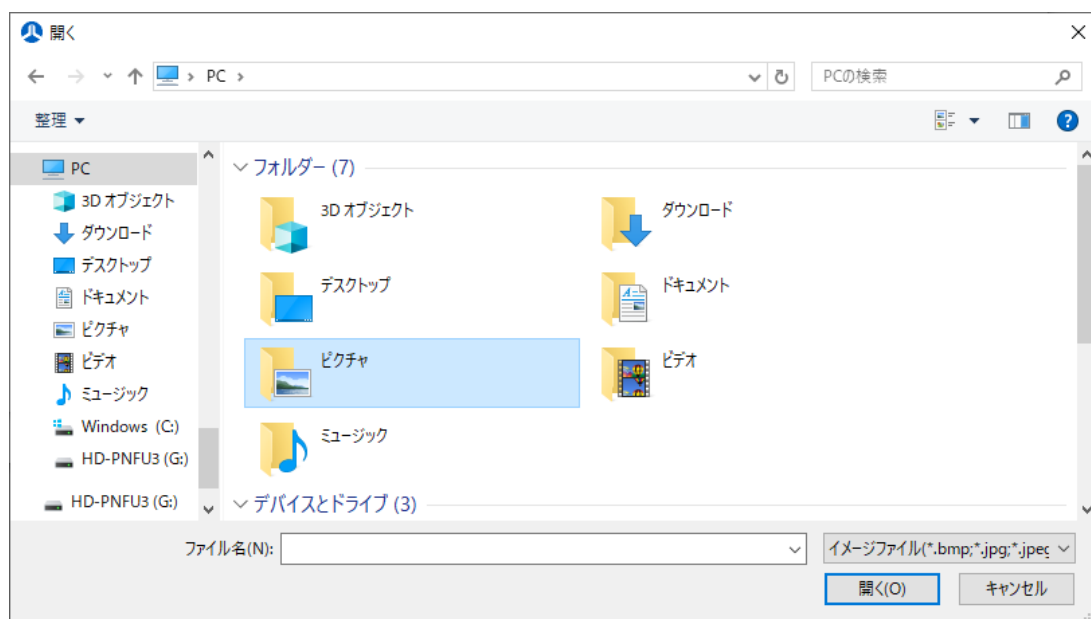 開く
PC
PCの検索
整理
PC
3D オブジェクト
ダウンロード
デスクトップ
ドキュメント
ピクチャ
ビデオ
ミュージック
Windows (C:)
HD-PNFU3 (G:)
HD-PNFU3 (G:)
フォルダー (7)
3D オブジェクト
ダウンロード
デスクトップ
ドキュメント
ピクチャ
ビデオ
ミュージック
デバイスとドライブ (3)
ファイル名(N):
イメージファイル(*.bmp;*.jpg;*.jpeg
開く(O)
キャンセル